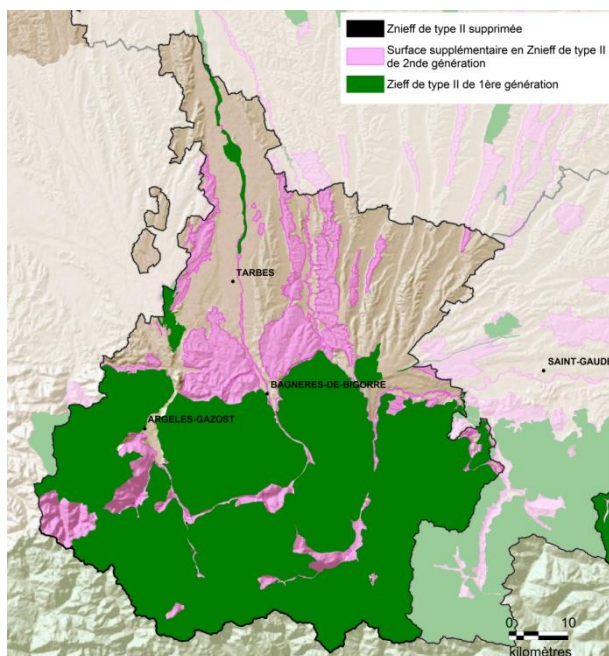 Znieff de type II supprimée
Surface supplémentaire en Znieff de type II
de 2nde génération
Zieff de type II de 1ère génération
TARBES
SAINT-GAUDE
BAGNERES-DE-BIGORRE
ARGELES-GAZOST
0 10
kilomètres